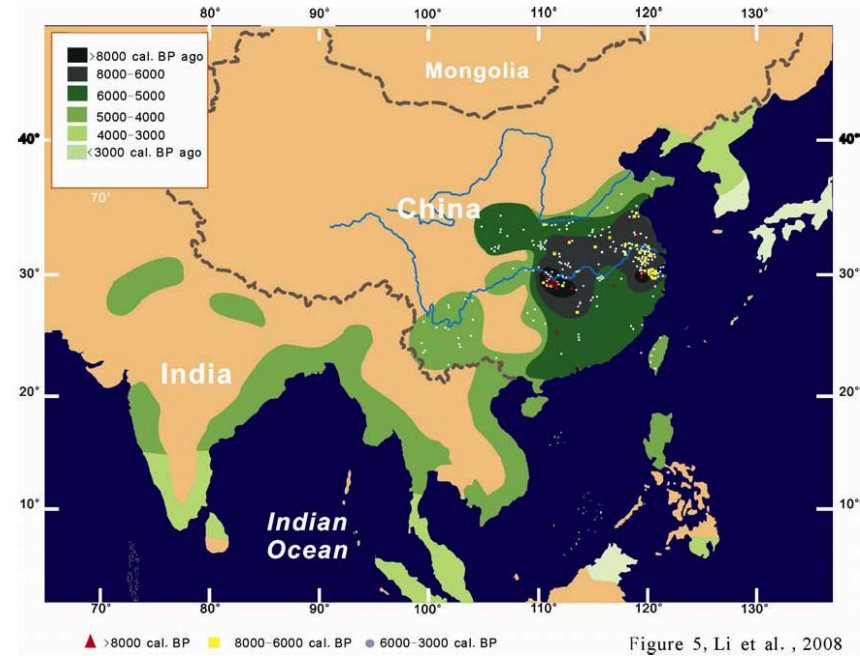 80° 90° 100° 110° 120° 130°
>8000 cal. BP ago
8000-6000
6000-5000
5000-4000
4000-3000
<3000 cal. BP ago
Mongolia
40° 40°
70°
China
30° 30°
India
20° 20°
10° 10°
Indian
Ocean
70° 80° 90° 100° 110° 120° 130°
>8000 cal. BP 8000-6000 cal. BP 6000-3000 cal. BP
Figure 5, Li et al., 2008